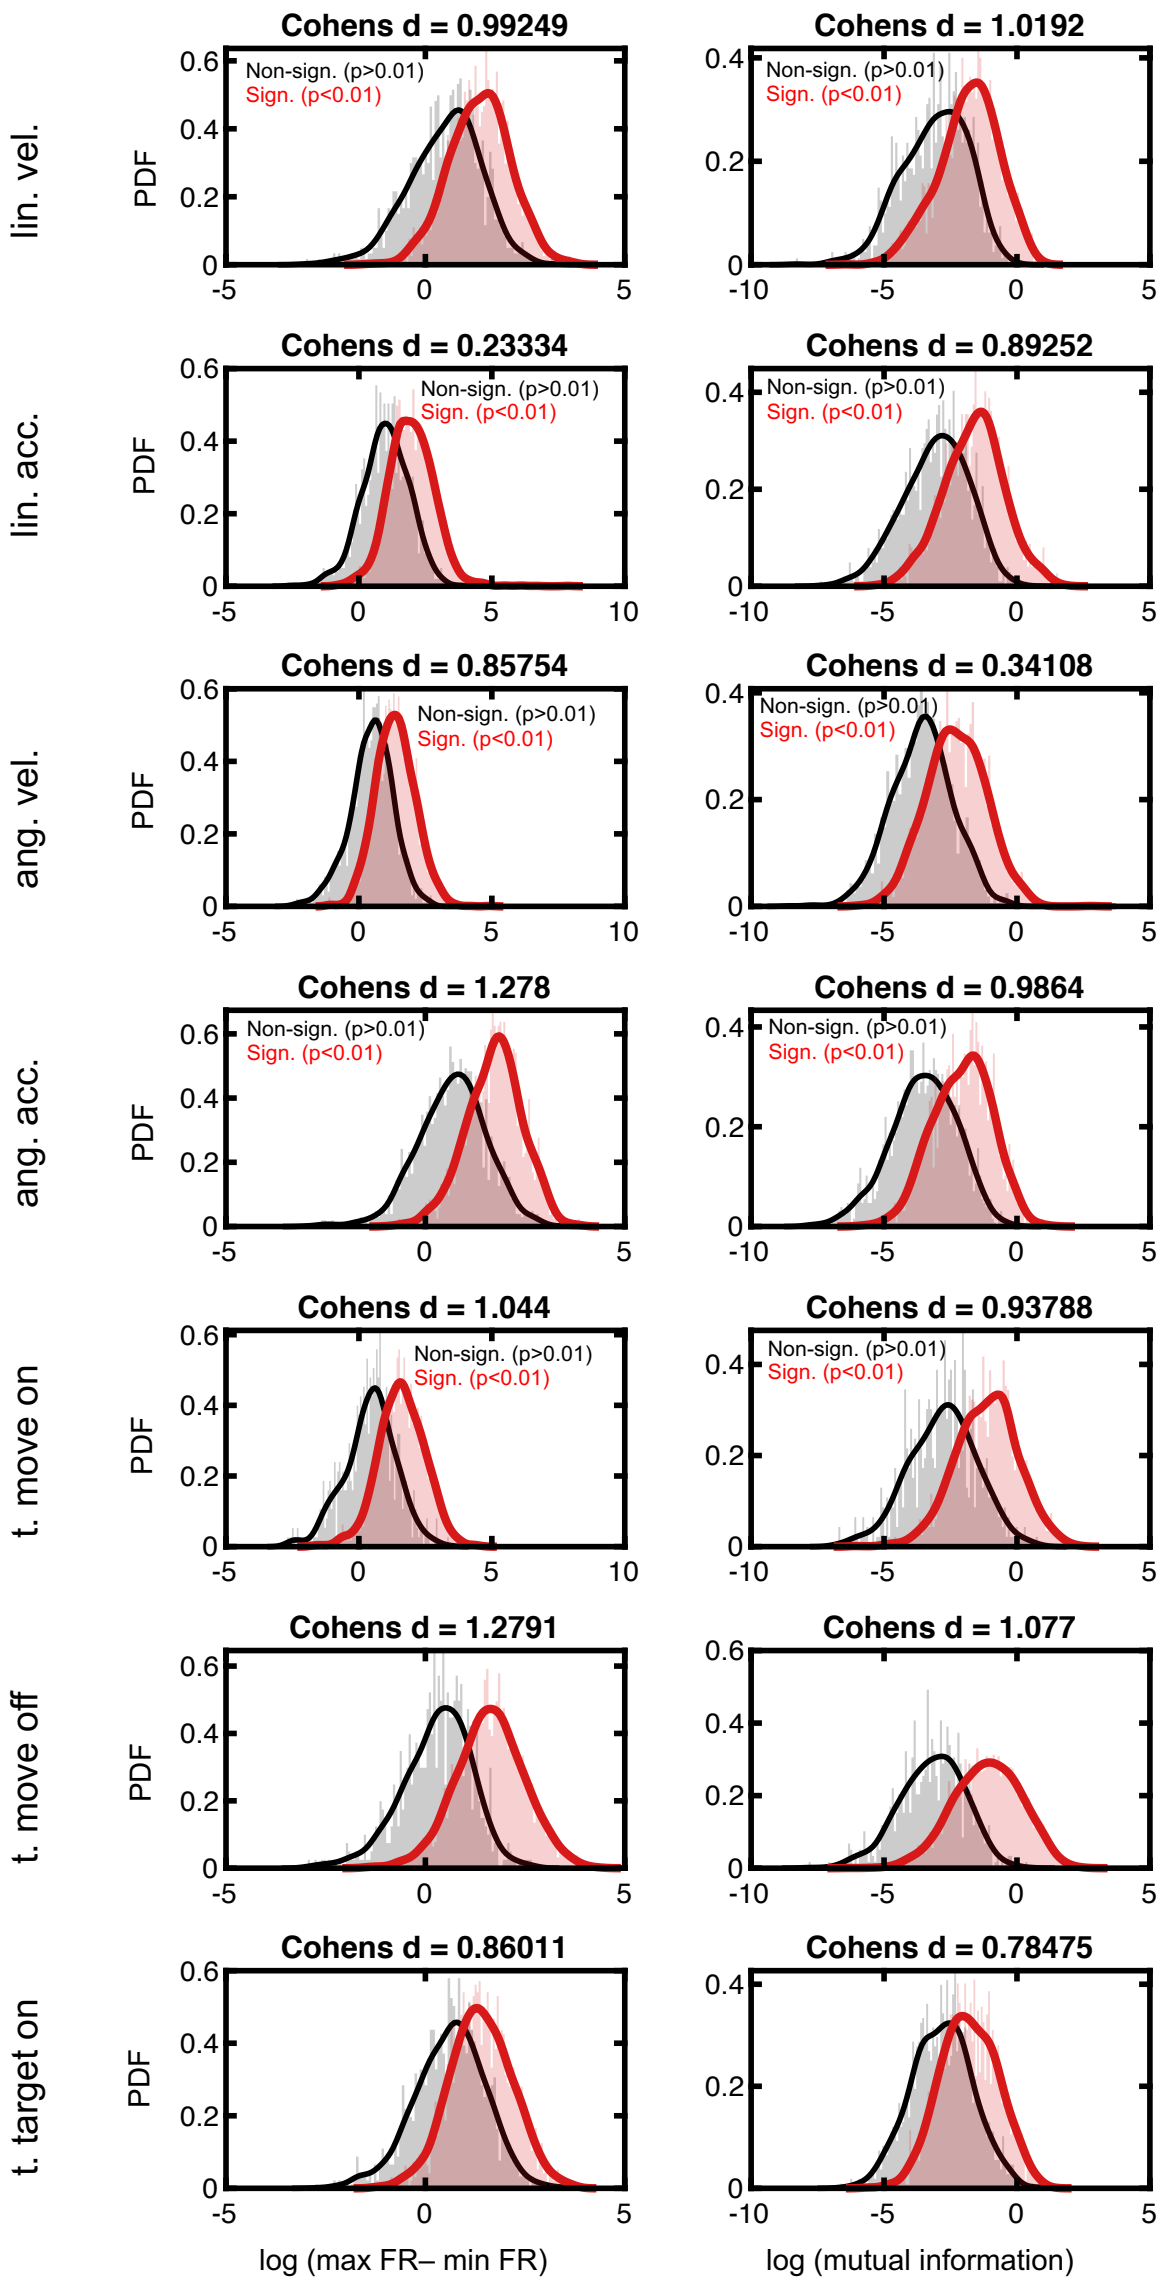 Cohens d = 0.99249
Cohens d = 1.0192
lin. vel.
PDF
0.6
0.4
0.2
0
Non-sign. (p>0.01)
Sign. (p<0.01)
-5
0
5
0.4
0.2
0
Non-sign. (p>0.01)
Sign. (p<0.01)
-10
-5
0
5
Cohens d = 0.23334
Cohens d = 0.89252
lin. acc.
PDF
0.6
0.4
0.2
0
Non-sign. (p>0.01)
Sign. (p<0.01)
-5
0
5
10
0.4
0.2
0
Non-sign. (p>0.01)
Sign. (p<0.01)
-10
-5
0
5
Cohens d = 0.85754
Cohens d = 0.34108
ang. vel.
PDF
0.6
0.4
0.2
0
Non-sign. (p>0.01)
Sign. (p<0.01)
-5
0
5
10
0.4
0.2
0
Non-sign. (p>0.01)
Sign. (p<0.01)
-10
-5
0
5
Cohens d = 1.278
Cohens d = 0.9864
ang. acc.
PDF
0.6
0.4
0.2
0
Non-sign. (p>0.01)
Sign. (p<0.01)
-5
0
5
0.4
0.2
0
Non-sign. (p>0.01)
Sign. (p<0.01)
-10
-5
0
5
Cohens d = 1.044
Cohens d = 0.93788
t. move on
PDF
0.6
0.4
0.2
0
Non-sign. (p>0.01)
Sign. (p<0.01)
-5
0
5
10
0.4
0.2
0
Non-sign. (p>0.01)
Sign. (p<0.01)
-10
-5
0
5
Cohens d = 1.2791
Cohens d = 1.077
t. move off
PDF
0.6
0.4
0.2
0
-5
0
5
0.6
0.4
0.2
0
-10
-5
0
5
Cohens d = 0.86011
Cohens d = 0.78475
t. target on
PDF
0.6
0.4
0.2
0
-5
0
5
0.4
0.2
0
-10
-5
0
5
log (max FR– min FR)
log (mutual information)